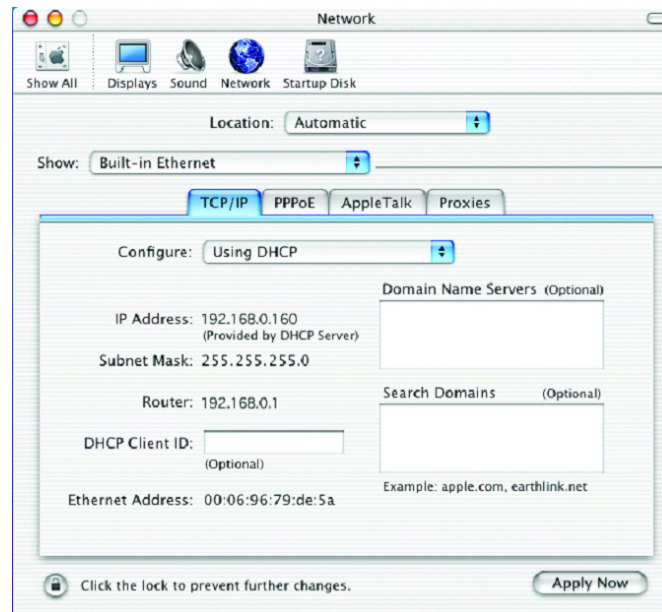 Network
Show All Displays Sound Network Startup Disk
Location: Automatic
Show: Built-in Ethernet
TCP/IP PPPoE AppleTalk Proxies
Configure: Using DHCP
Domain Name Servers (Optional)
IP Address: 192.168.0.160
(Provided by DHCP Server)
Subnet Mask: 255.255.255.0
Router: 192.168.0.1
Search Domains (Optional)
DHCP Client ID:
(Optional)
Example: apple.com, earthlink.net
Ethernet Address: 00:06:96:79:de:5a
Click the lock to prevent further changes.
Apply Now